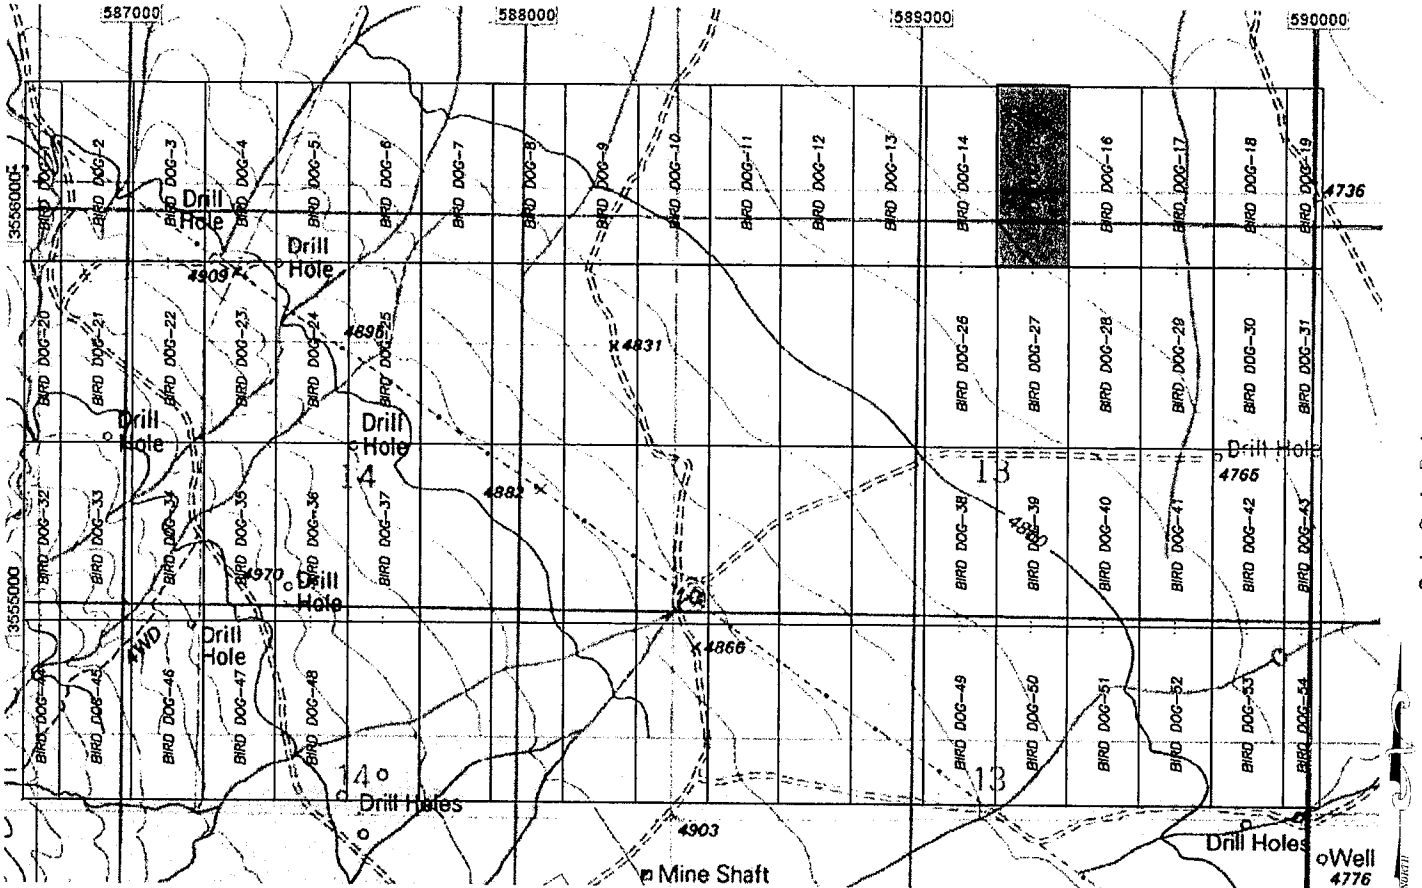 587000
588000
589000
590000
3556000
BIRD DOG-1
BIRD DOG-2
BIRD DOG-3
BIRD DOG-4
BIRD DOG-5
BIRD DOG-6
BIRD DOG-7
BIRD DOG-8
BIRD DOG-9
BIRD DOG-10
BIRD DOG-11
BIRD DOG-12
BIRD DOG-13
BIRD DOG-14
BIRD DOG-16
BIRD DOG-17
BIRD DOG-18
BIRD DOG-19
4736
Drill
Hole
Drill
Hole
4909
BIRD DOG-20
BIRD DOG-21
BIRD DOG-22
BIRD DOG-23
BIRD DOG-24
BIRD DOG-25
4895
4831
BIRD DOG-26
BIRD DOG-27
BIRD DOG-28
BIRD DOG-29
BIRD DOG-30
BIRD DOG-31
Drill
Hole
Drill
Hole
14
4882
13
Drill Hole
4765
BIRD DOG-32
BIRD DOG-33
BIRD DOG-34
BIRD DOG-35
BIRD DOG-36
BIRD DOG-37
BIRD DOG-38
BIRD DOG-39
BIRD DOG-40
BIRD DOG-41
BIRD DOG-42
BIRD DOG-43
4800
4970
Drill
Hole
3555000
4WD
Drill
Hole
4866
BIRD DOG-44
BIRD DOG-45
BIRD DOG-46
BIRD DOG-47
BIRD DOG-48
BIRD DOG-49
BIRD DOG-50
BIRD DOG-51
BIRD DOG-52
BIRD DOG-53
BIRD DOG-54
14
13
Drill Holes
4903
Drill Holes
Mine Shaft
Well
4776
NORTH